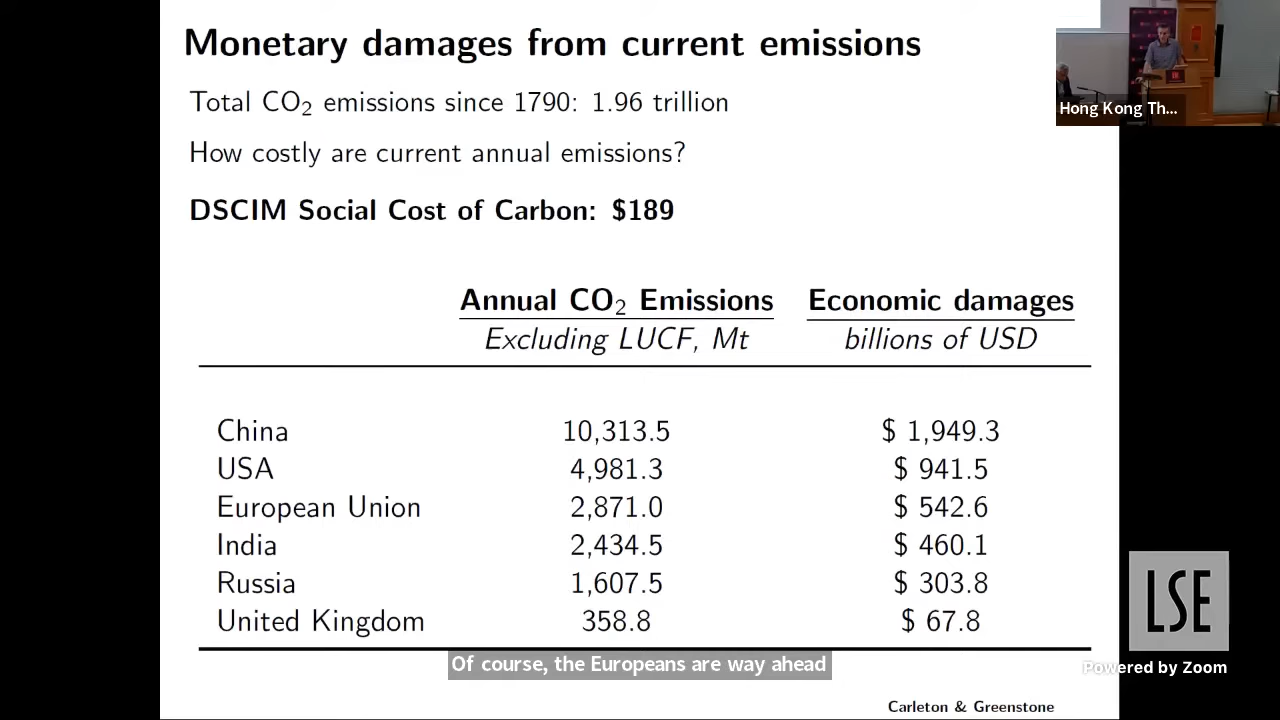 Monetary damages from current emissions
Total CO₂ emissions since 1790: 1.96 trillion
How costly are current annual emissions?
DSCIM Social Cost of Carbon: $189
Annual CO₂ Emissions Economic damages
Excluding LUCF, Mt billions of USD
China 10,313.5 $ 1,949.3
USA 4,981.3 $ 941.5
European Union 2,871.0 $ 542.6
India 2,434.5 $ 460.1
Russia 1,607.5 $ 303.8
United Kingdom 358.8 $ 67.8
Of course, the Europeans are way ahead
Carleton & Greenstone
Hong Kong Th...
LSE
Powered by Zoom